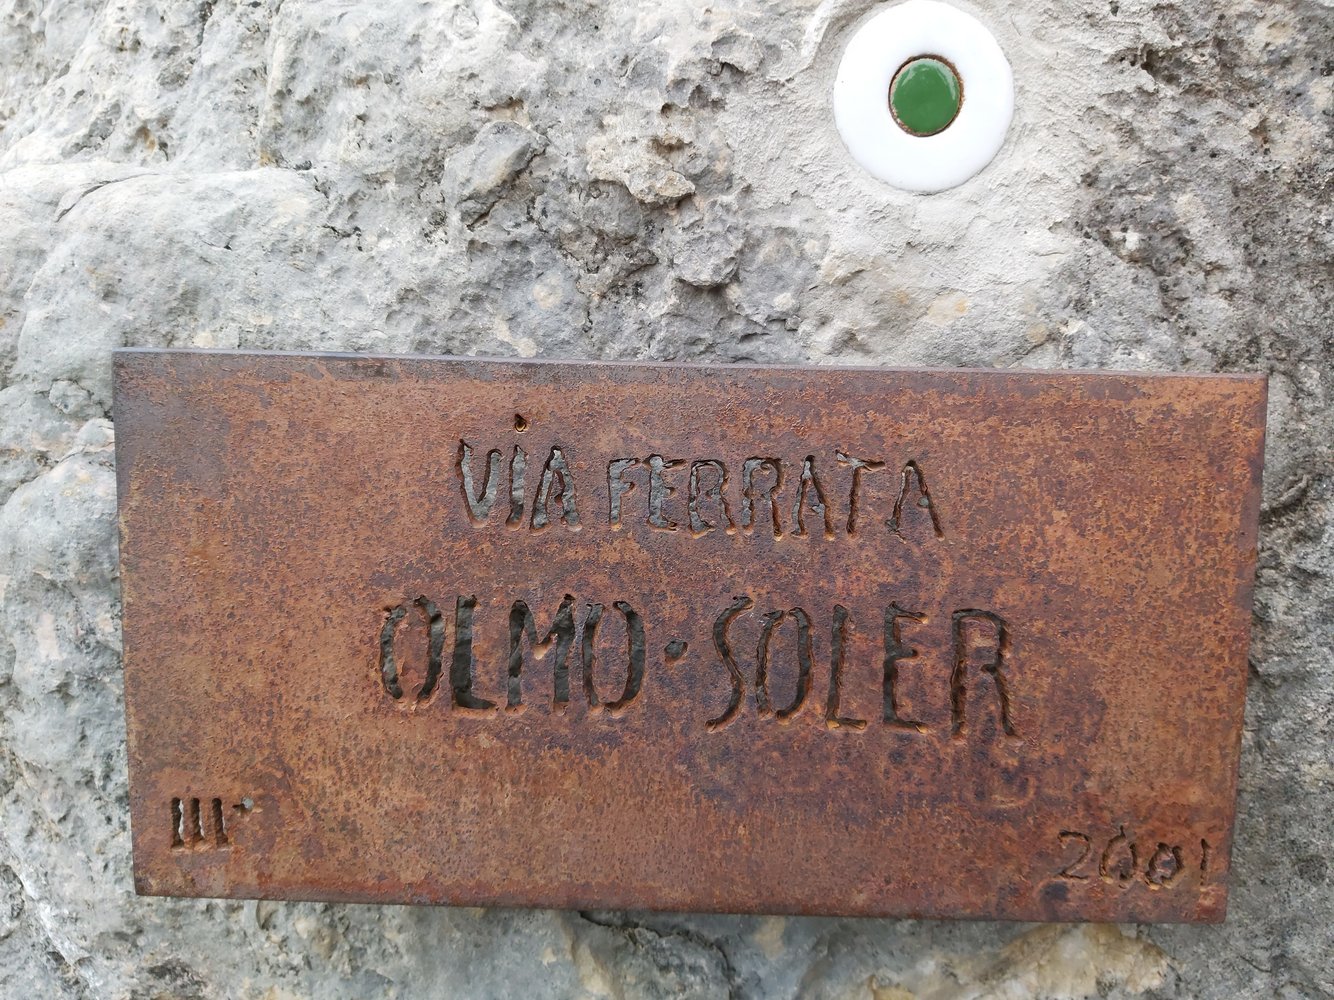 VIA FERRATA
OLMO · SOLER
III·
2001